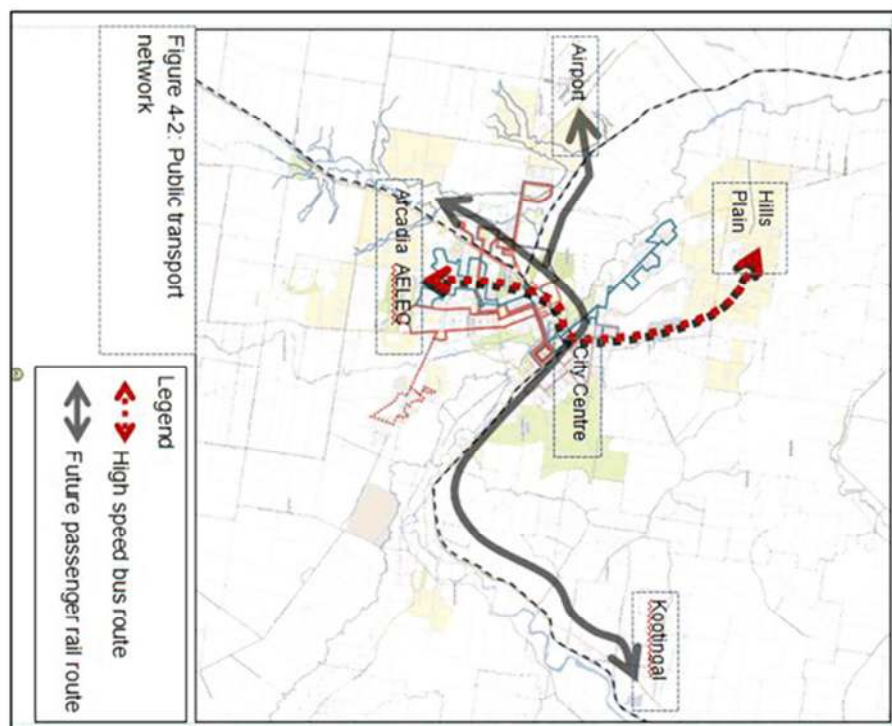 Figure 4-2: Public transport
network
Airport
Hills
Plain
Arcadia AELEC
City Centre
Kootingal
Legend
High speed bus route
Future passenger rail route